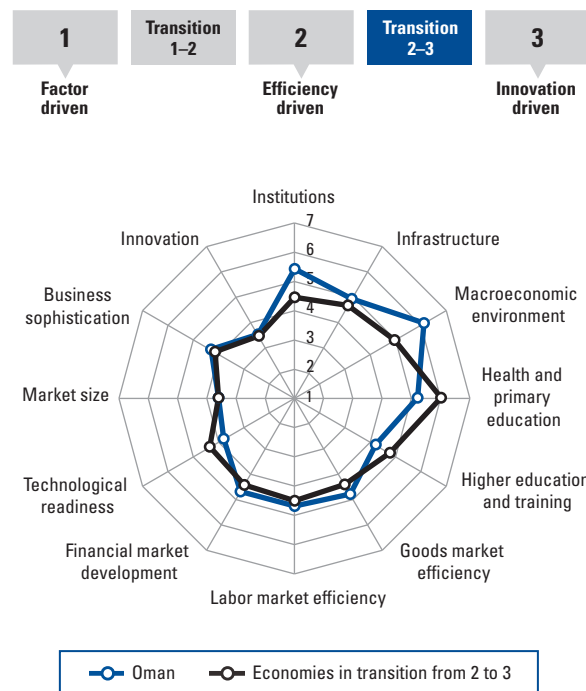 1
Transition
1–2
2
Transition
2–3
3
Factor
driven
Efficiency
driven
Innovation
driven
Institutions
7
Innovation
Infrastructure
6
5
Business
sophistication
Macroeconomic
environment
4
3
2
Market size
1
Health and
primary
education
Technological
readiness
Higher education
and training
Financial market
development
Goods market
efficiency
Labor market efficiency
Oman
Economies in transition from 2 to 3